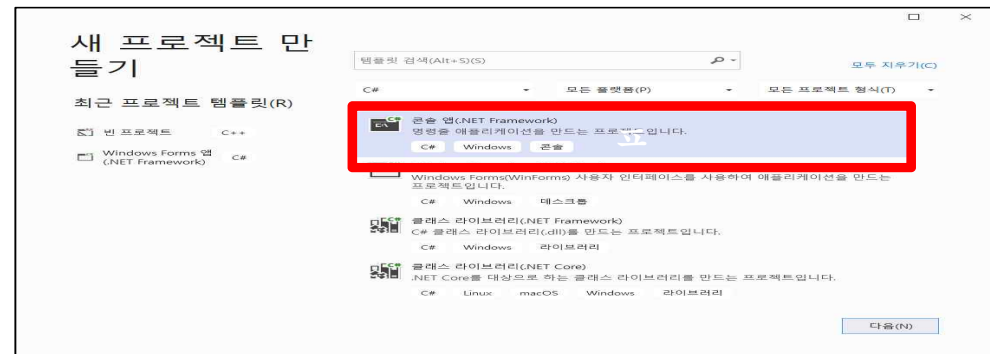 새 프로젝트 만
들기
최근 프로젝트 템플릿(R)
빈 프로젝트 C++
Windows Forms 앱
(.NET Framework) C#
템플릿 검색(Alt+S)(S)
모두 지우기(C)
C# 모든 플랫폼(P) 모든 프로젝트 형식(T)
콘솔 앱(.NET Framework)
명령줄 애플리케이션을 만드는 프로젝트입니다.
C# Windows 콘솔
Windows Forms(WinForms) 사용자 인터페이스를 사용하여 애플리케이션을 만드는
프로젝트입니다.
C# Windows 데스크톱
클래스 라이브러리(.NET Framework)
C# 클래스 라이브러리(.dll)를 만드는 프로젝트입니다.
C# Windows 라이브러리
클래스 라이브러리(.NET Core)
.NET Core를 대상으로 하는 클래스 라이브러리를 만드는 프로젝트입니다.
C# Linux macOS Windows 라이브러리
다음(N)